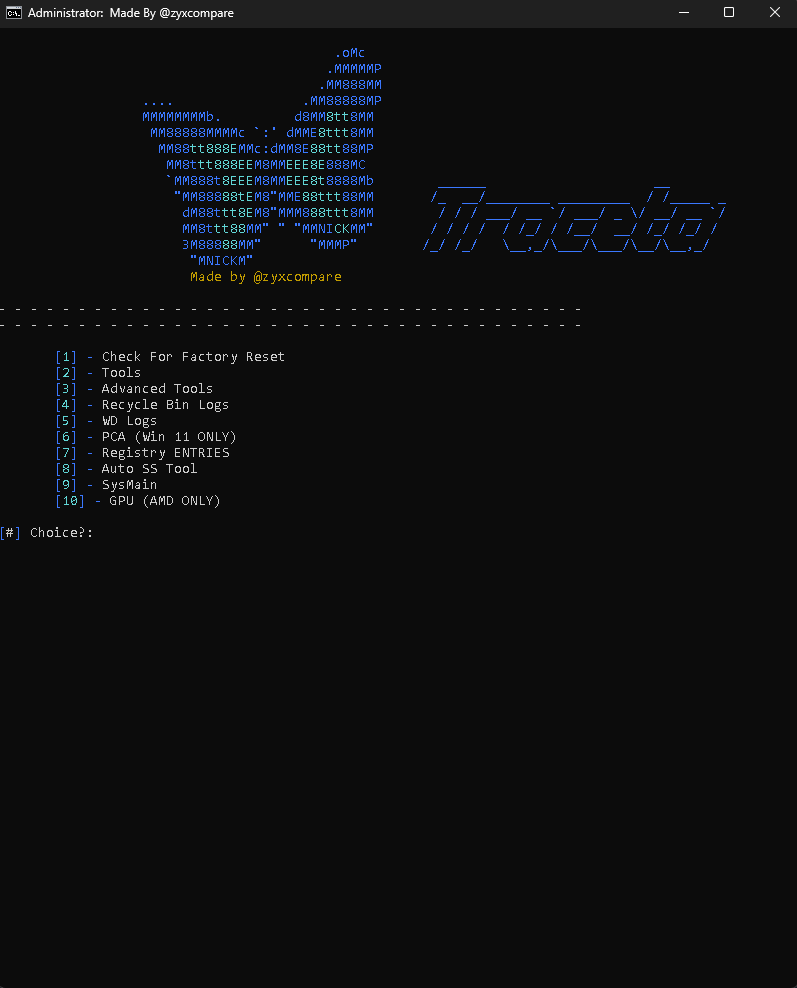 Administrator:  Made By @zyxcompare
.oMc
.MMMMMP
.MM888MM
....                 .MM88888MP
MMMMMMMMb.         d8MM8tt8MM
MM88888MMMMc `:' dMME8ttt8MM
MM88tt888EMMc:dMM8E88tt88MP
MM8ttt888EEM8MMEEE8E888MC
`MM888t8EEEM8MMEEE8t8888Mb
"MM88888tEM8"MME88ttt88MM
dM88ttt8EM8"MMM888ttt8MM
MM8ttt88MM" " "MMNICKMM"
3M88888MM"      "MMMP"
"MNICKM"
Traceta
Made by @zyxcompare
- - - - - - - - - - - - - - - - - - - - - - - - - - - - - - - - - - - - -
- - - - - - - - - - - - - - - - - - - - - - - - - - - - - - - - - - - - -
[1] - Check For Factory Reset
[2] - Tools
[3] - Advanced Tools
[4] - Recycle Bin Logs
[5] - WD Logs
[6] - PCA (Win 11 ONLY)
[7] - Registry ENTRIES
[8] - Auto SS Tool
[9] - SysMain
[10] - GPU (AMD ONLY)
[#] Choice?: